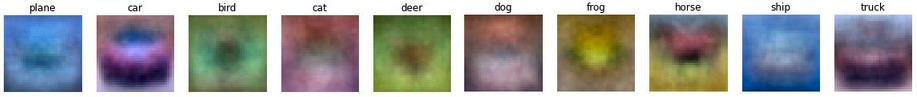 plane car bird cat deer dog frog horse ship truck